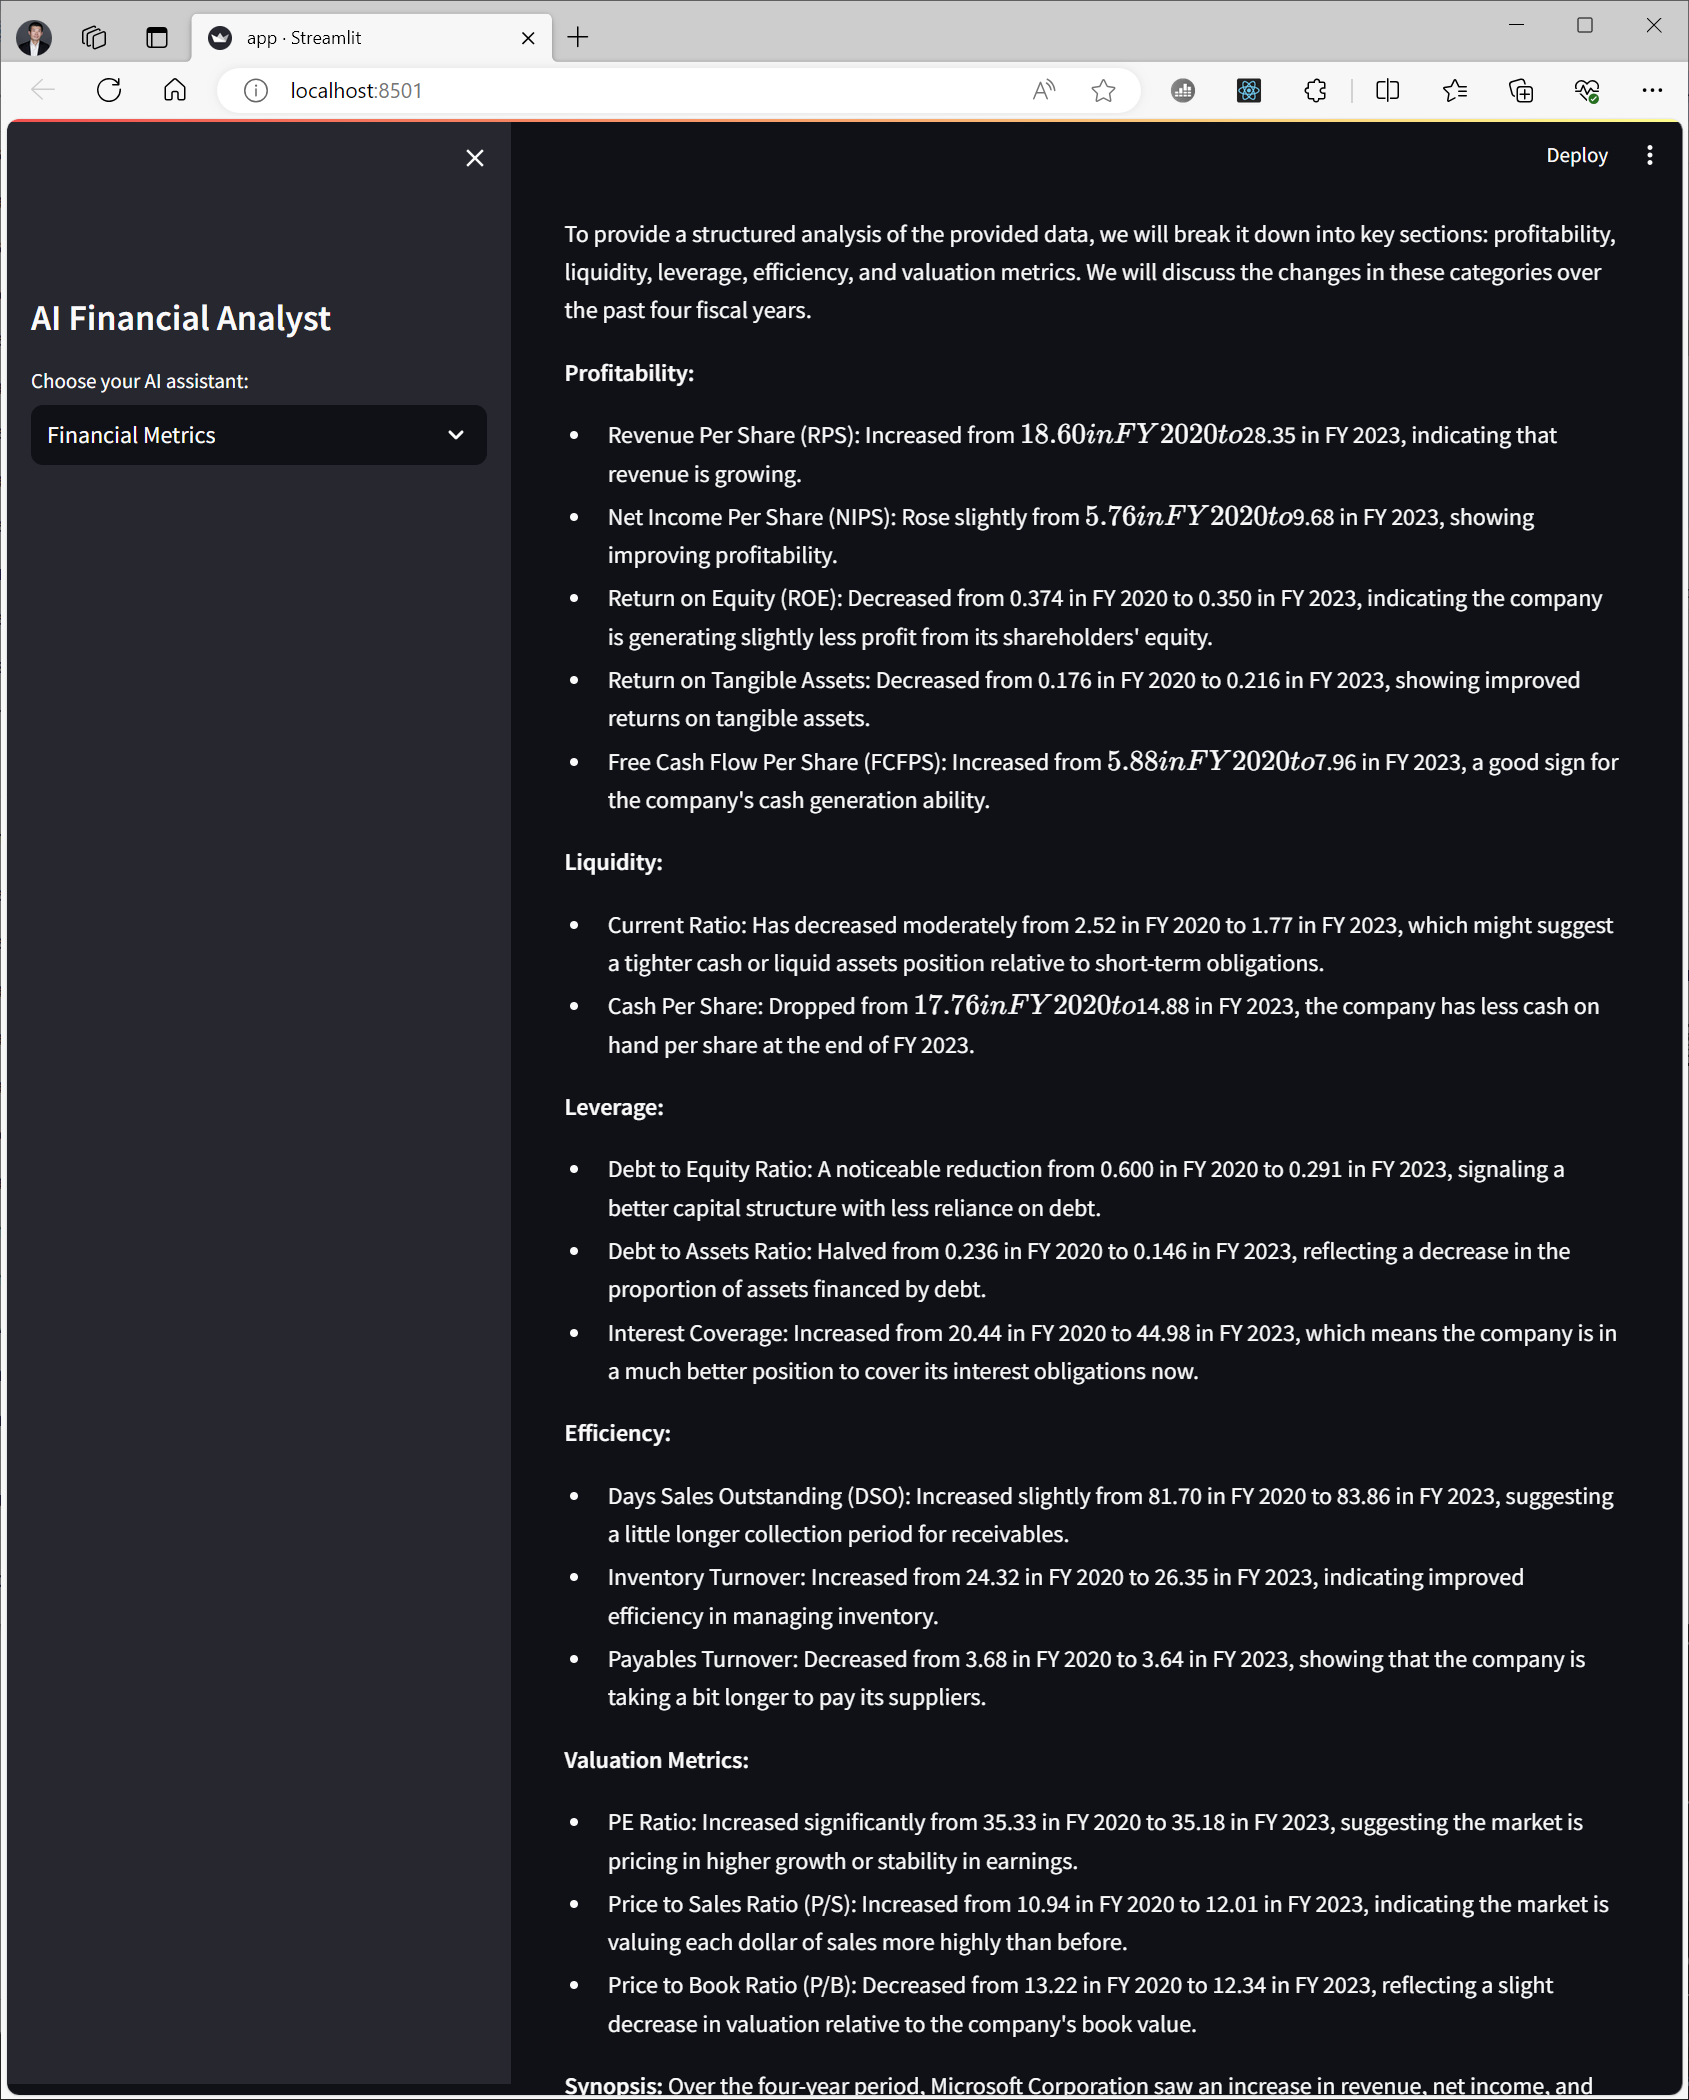 app · Streamlit
localhost:8501
Deploy
AI Financial Analyst
Choose your AI assistant:
Financial Metrics
To provide a structured analysis of the provided data, we will break it down into key sections: profitability,
liquidity, leverage, efficiency, and valuation metrics. We will discuss the changes in these categories over
the past four fiscal years.
Profitability:
• Revenue Per Share (RPS): Increased from 18.60inFY2020to28.35 in FY 2023, indicating that
revenue is growing.
• Net Income Per Share (NIPS): Rose slightly from 5.76inFY2020to9.68 in FY 2023, showing
improving profitability.
• Return on Equity (ROE): Decreased from 0.374 in FY 2020 to 0.350 in FY 2023, indicating the company
is generating slightly less profit from its shareholders' equity.
• Return on Tangible Assets: Decreased from 0.176 in FY 2020 to 0.216 in FY 2023, showing improved
returns on tangible assets.
• Free Cash Flow Per Share (FCFPS): Increased from 5.88inFY2020to7.96 in FY 2023, a good sign for
the company's cash generation ability.
Liquidity:
• Current Ratio: Has decreased moderately from 2.52 in FY 2020 to 1.77 in FY 2023, which might suggest
a tighter cash or liquid assets position relative to short-term obligations.
• Cash Per Share: Dropped from 17.76inFY2020to14.88 in FY 2023, the company has less cash on
hand per share at the end of FY 2023.
Leverage:
• Debt to Equity Ratio: A noticeable reduction from 0.600 in FY 2020 to 0.291 in FY 2023, signaling a
better capital structure with less reliance on debt.
• Debt to Assets Ratio: Halved from 0.236 in FY 2020 to 0.146 in FY 2023, reflecting a decrease in the
proportion of assets financed by debt.
• Interest Coverage: Increased from 20.44 in FY 2020 to 44.98 in FY 2023, which means the company is in
a much better position to cover its interest obligations now.
Efficiency:
• Days Sales Outstanding (DSO): Increased slightly from 81.70 in FY 2020 to 83.86 in FY 2023, suggesting
a little longer collection period for receivables.
• Inventory Turnover: Increased from 24.32 in FY 2020 to 26.35 in FY 2023, indicating improved
efficiency in managing inventory.
• Payables Turnover: Decreased from 3.68 in FY 2020 to 3.64 in FY 2023, showing that the company is
taking a bit longer to pay its suppliers.
Valuation Metrics:
• PE Ratio: Increased significantly from 35.33 in FY 2020 to 35.18 in FY 2023, suggesting the market is
pricing in higher growth or stability in earnings.
• Price to Sales Ratio (P/S): Increased from 10.94 in FY 2020 to 12.01 in FY 2023, indicating the market is
valuing each dollar of sales more highly than before.
• Price to Book Ratio (P/B): Decreased from 13.22 in FY 2020 to 12.34 in FY 2023, reflecting a slight
decrease in valuation relative to the company's book value.
Synopsis: Over the four-year period, Microsoft Corporation saw an increase in revenue, net income, and